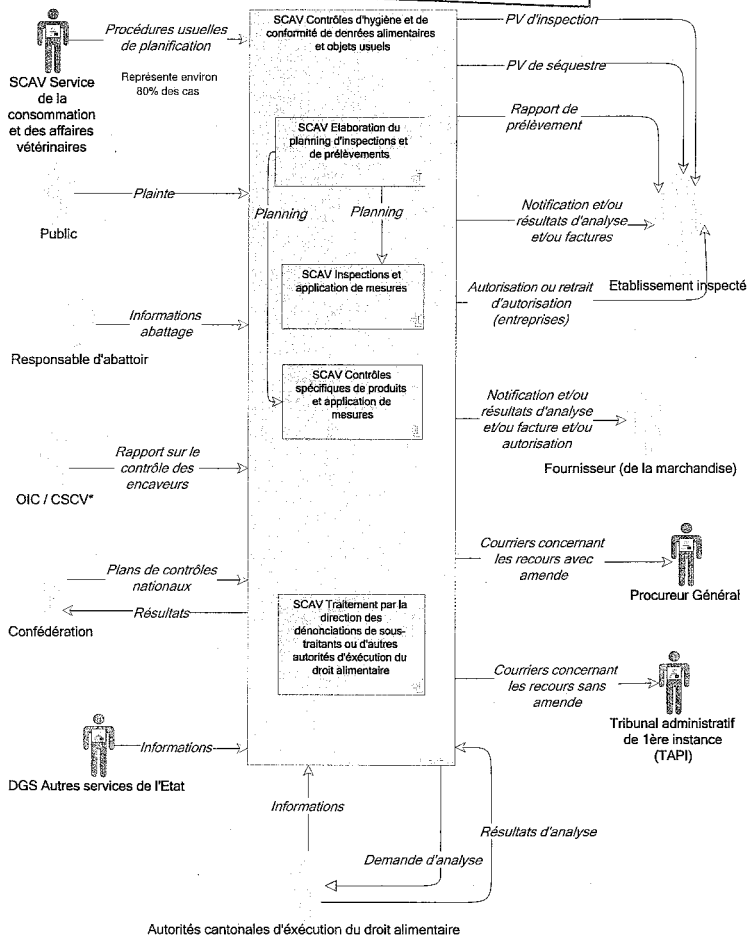 SCAV Contrôles d'hygiène et de
conformité de denrées alimentaires
et objets usuels
Procédures usuelles
de planification
Représente environ
80% des cas
SCAV Service
de la
consommation
et des affaires
vétérinaires
PV d'inspection
PV de séquestre
Rapport de
prélèvement
SCAV Elaboration du
planning d'inspections et
de prélèvements
Plainte
Public
Planning
Planning
Notification et/ou
résultats d'analyse
et/ou factures
Etablissement inspecté
SCAV Inspections et
application de mesures
Autorisation ou retrait
d'autorisation
(entreprises)
Informations
abattage
Responsable d'abattoir
SCAV Contrôles
spécifiques de produits
et application de
mesures
Notification et/ou
résultats d'analyse
et/ou facture et/ou
autorisation
Fournisseur (de la marchandise)
Rapport sur le
contrôle des
encaveurs
OIC / CSCV*
Courriers concernant
les recours avec
amende
Procureur Général
Plans de contrôles
nationaux
Résultats
Confédération
SCAV Traitement par la
direction des
dénonciations de sous-
traitants ou d'autres
autorités d'éxécution du
droit alimentaire
Courriers concernant
les recours sans
amende
Tribunal administratif
de 1ère instance
(TAPI)
Informations
DGS Autres services de l'Etat
Informations
Résultats d'analyse
Demande d'analyse
Autorités cantonales d'éxécution du droit alimentaire